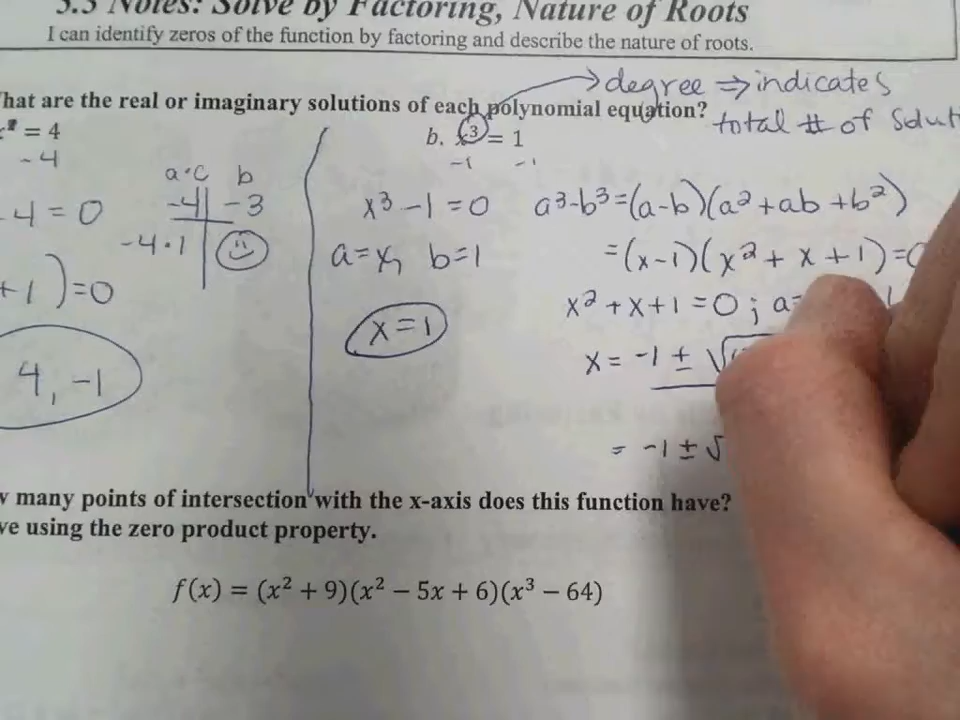 5.5 Notes: Solve by Factoring, Nature of Roots
I can identify zeros of the function by factoring and describe the nature of roots.
degree ⇒ indicates
total # of
hat are the real or imaginary solutions of each polynomial equation?
= 4
-4
- 4 = 0
a·c b
-4 -3
-4·1
+1)=0
4, -1
b. x³ = 1
-1 -1
x³ - 1 = 0
a = x, b = 1
x = 1
a³-b³=(a-b)(a²+ab+b²)
=(x-1)(x²+x+1)=0
x²+x+1=0; a=
x = -1 ± √
= -1 ± √
many points of intersection with the x-axis does this function have?
ve using the zero product property.
f(x) = (x² + 9)(x² − 5x + 6)(x³ − 64)